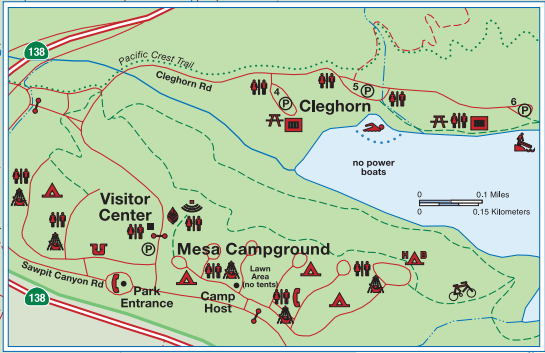 138
Pacific Crest Trail
Cleghorn Rd
4
P
Cleghorn
5
P
6
P
no power
boats
0
0.1 Miles
0
0.15 Kilometers
Visitor
Center
P
Mesa Campground
H
B
Lawn
Area
(no tents)
Sawpit Canyon Rd
Park
Entrance
Camp
Host
138